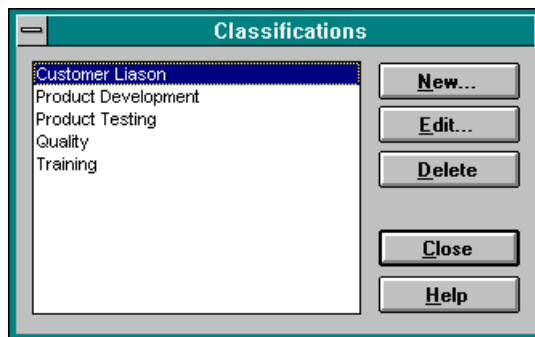 Classifications
Customer Liason
Product Development
Product Testing
Quality
Training
New...
Edit...
Delete
Close
Help